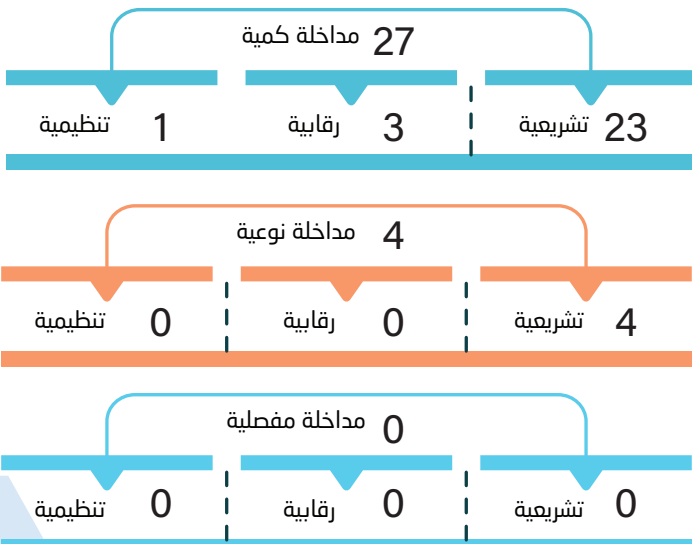 27 مداخلة كمية
23 تشريعية
3 رقابية
1 تنظيمية
4 مداخلة نوعية
4 تشريعية
0 رقابية
0 تنظيمية
0 مداخلة مفصلية
0 تشريعية
0 رقابية
0 تنظيمية